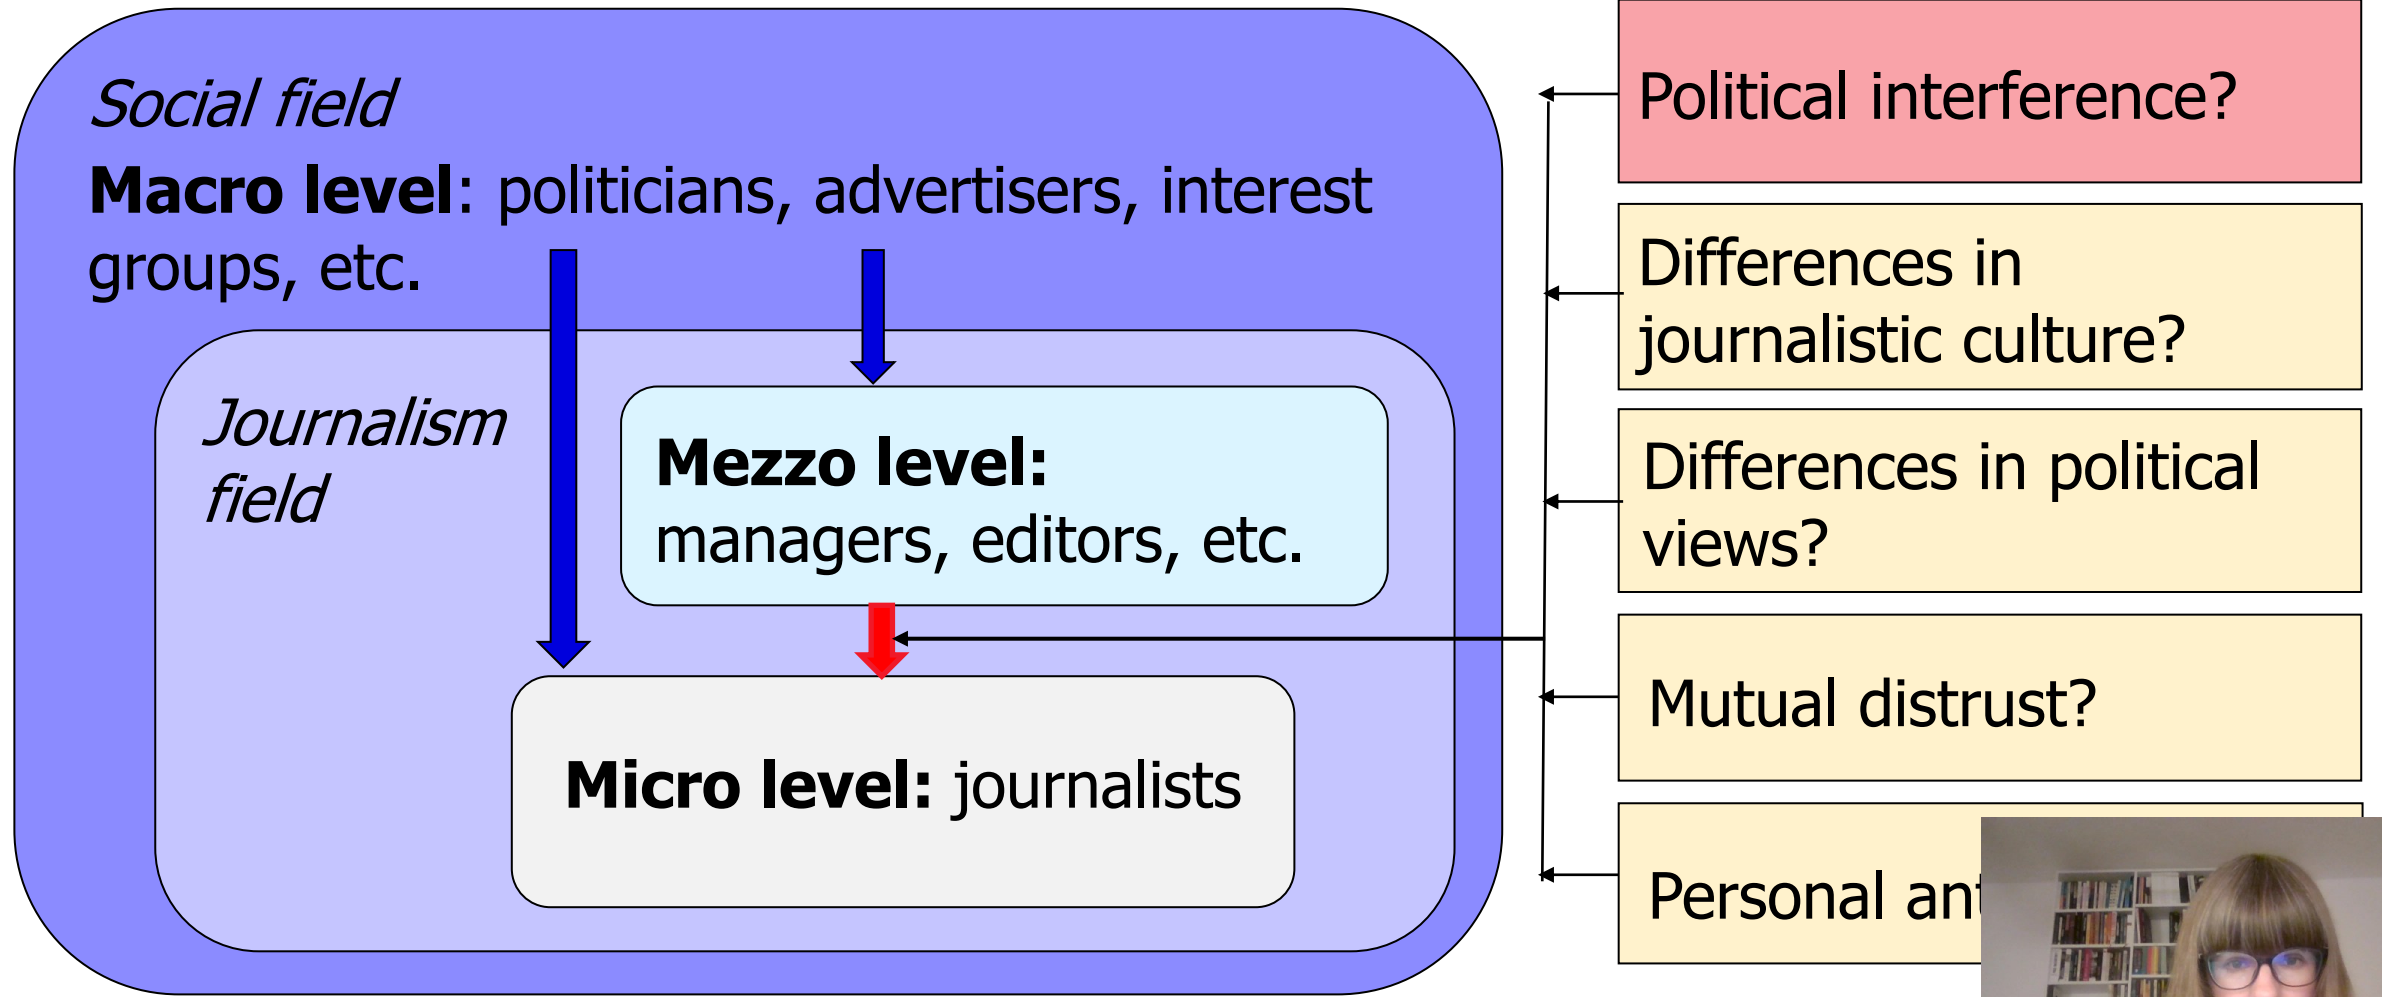 Social field
Macro level: politicians, advertisers, interest
groups, etc.
Journalism
field
Mezzo level:
managers, editors, etc.
Micro level: journalists
Political interference?
Differences in
journalistic culture?
Differences in political
views?
Mutual distrust?
Personal